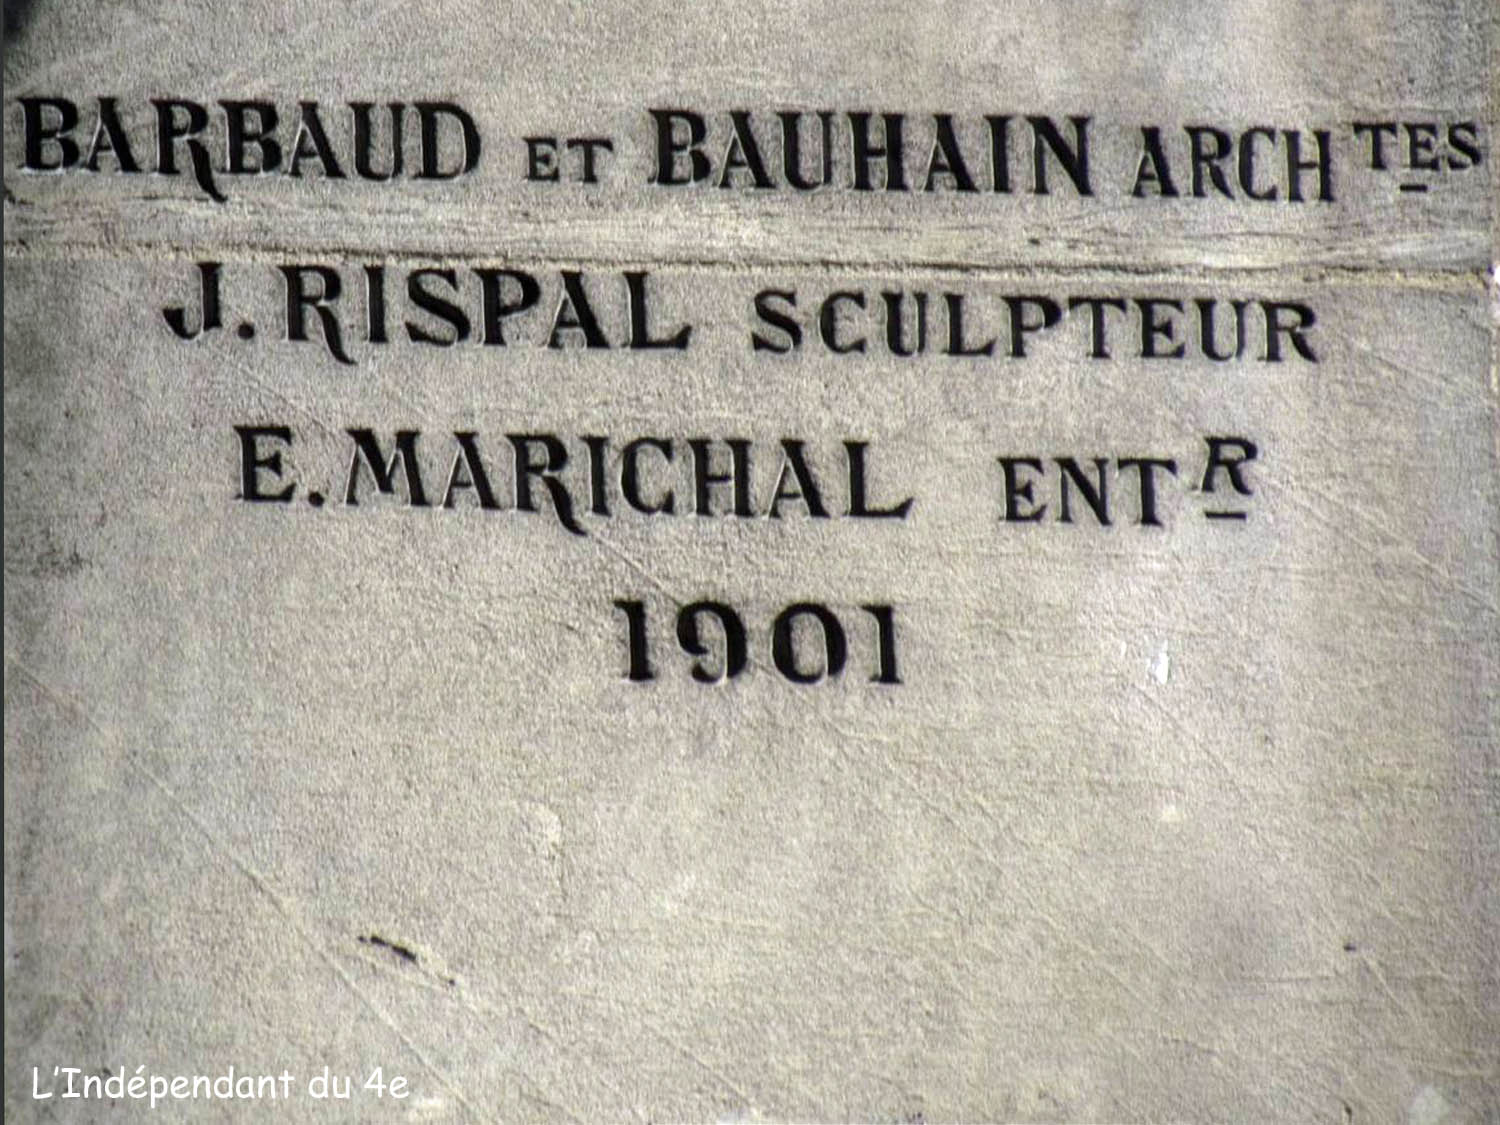 BARBAUD ET BAUHAIN ARCHTES
J. RISPAL SCULPTEUR
E. MARICHAL ENTR
1901
L'Indépendant du 4e